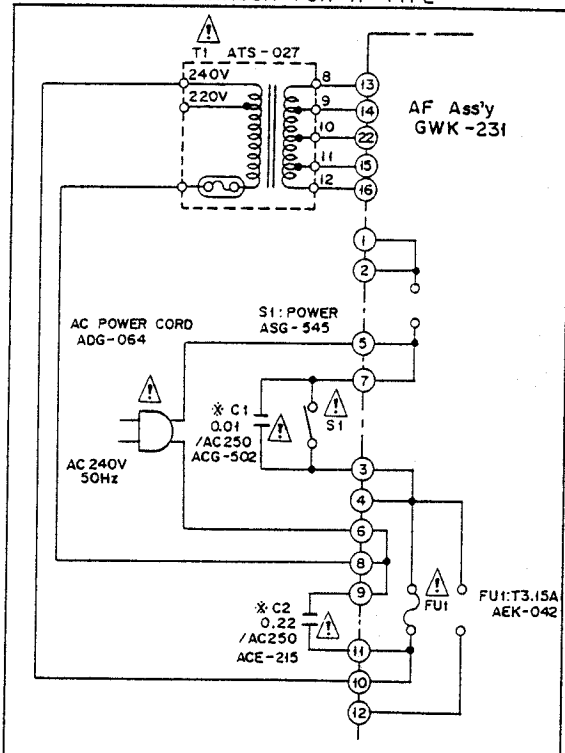 T1 ATS-027
240V
220V
8
9
10
11
12
13
14
22
15
16
AF Ass'y
GWK-231
1
2
S1: POWER
ASG-545
AC POWER CORD
ADG-064
5
7
※ C1
0.01
/AC250
ACG-502
S1
AC 240V
50Hz
3
4
6
8
9
※ C2
0.22
/AC250
ACE-215
FU1
FU1:T3.15A
AEK-042
11
10
12